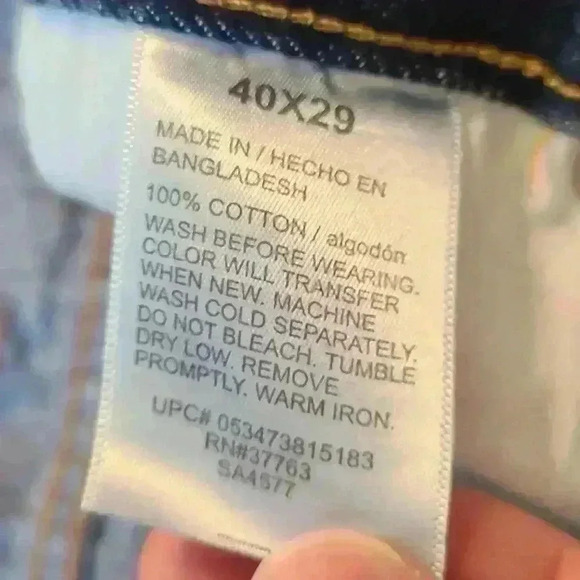 40X29
MADE IN / HECHO EN
BANGLADESH
100% COTTON / algodón
WASH BEFORE WEARING.
COLOR WILL TRANSFER
WHEN NEW. MACHINE
WASH COLD SEPARATELY.
DO NOT BLEACH. TUMBLE
DRY LOW. REMOVE
PROMPTLY. WARM IRON.
UPC# 053473815183
RN#37763
SA4577